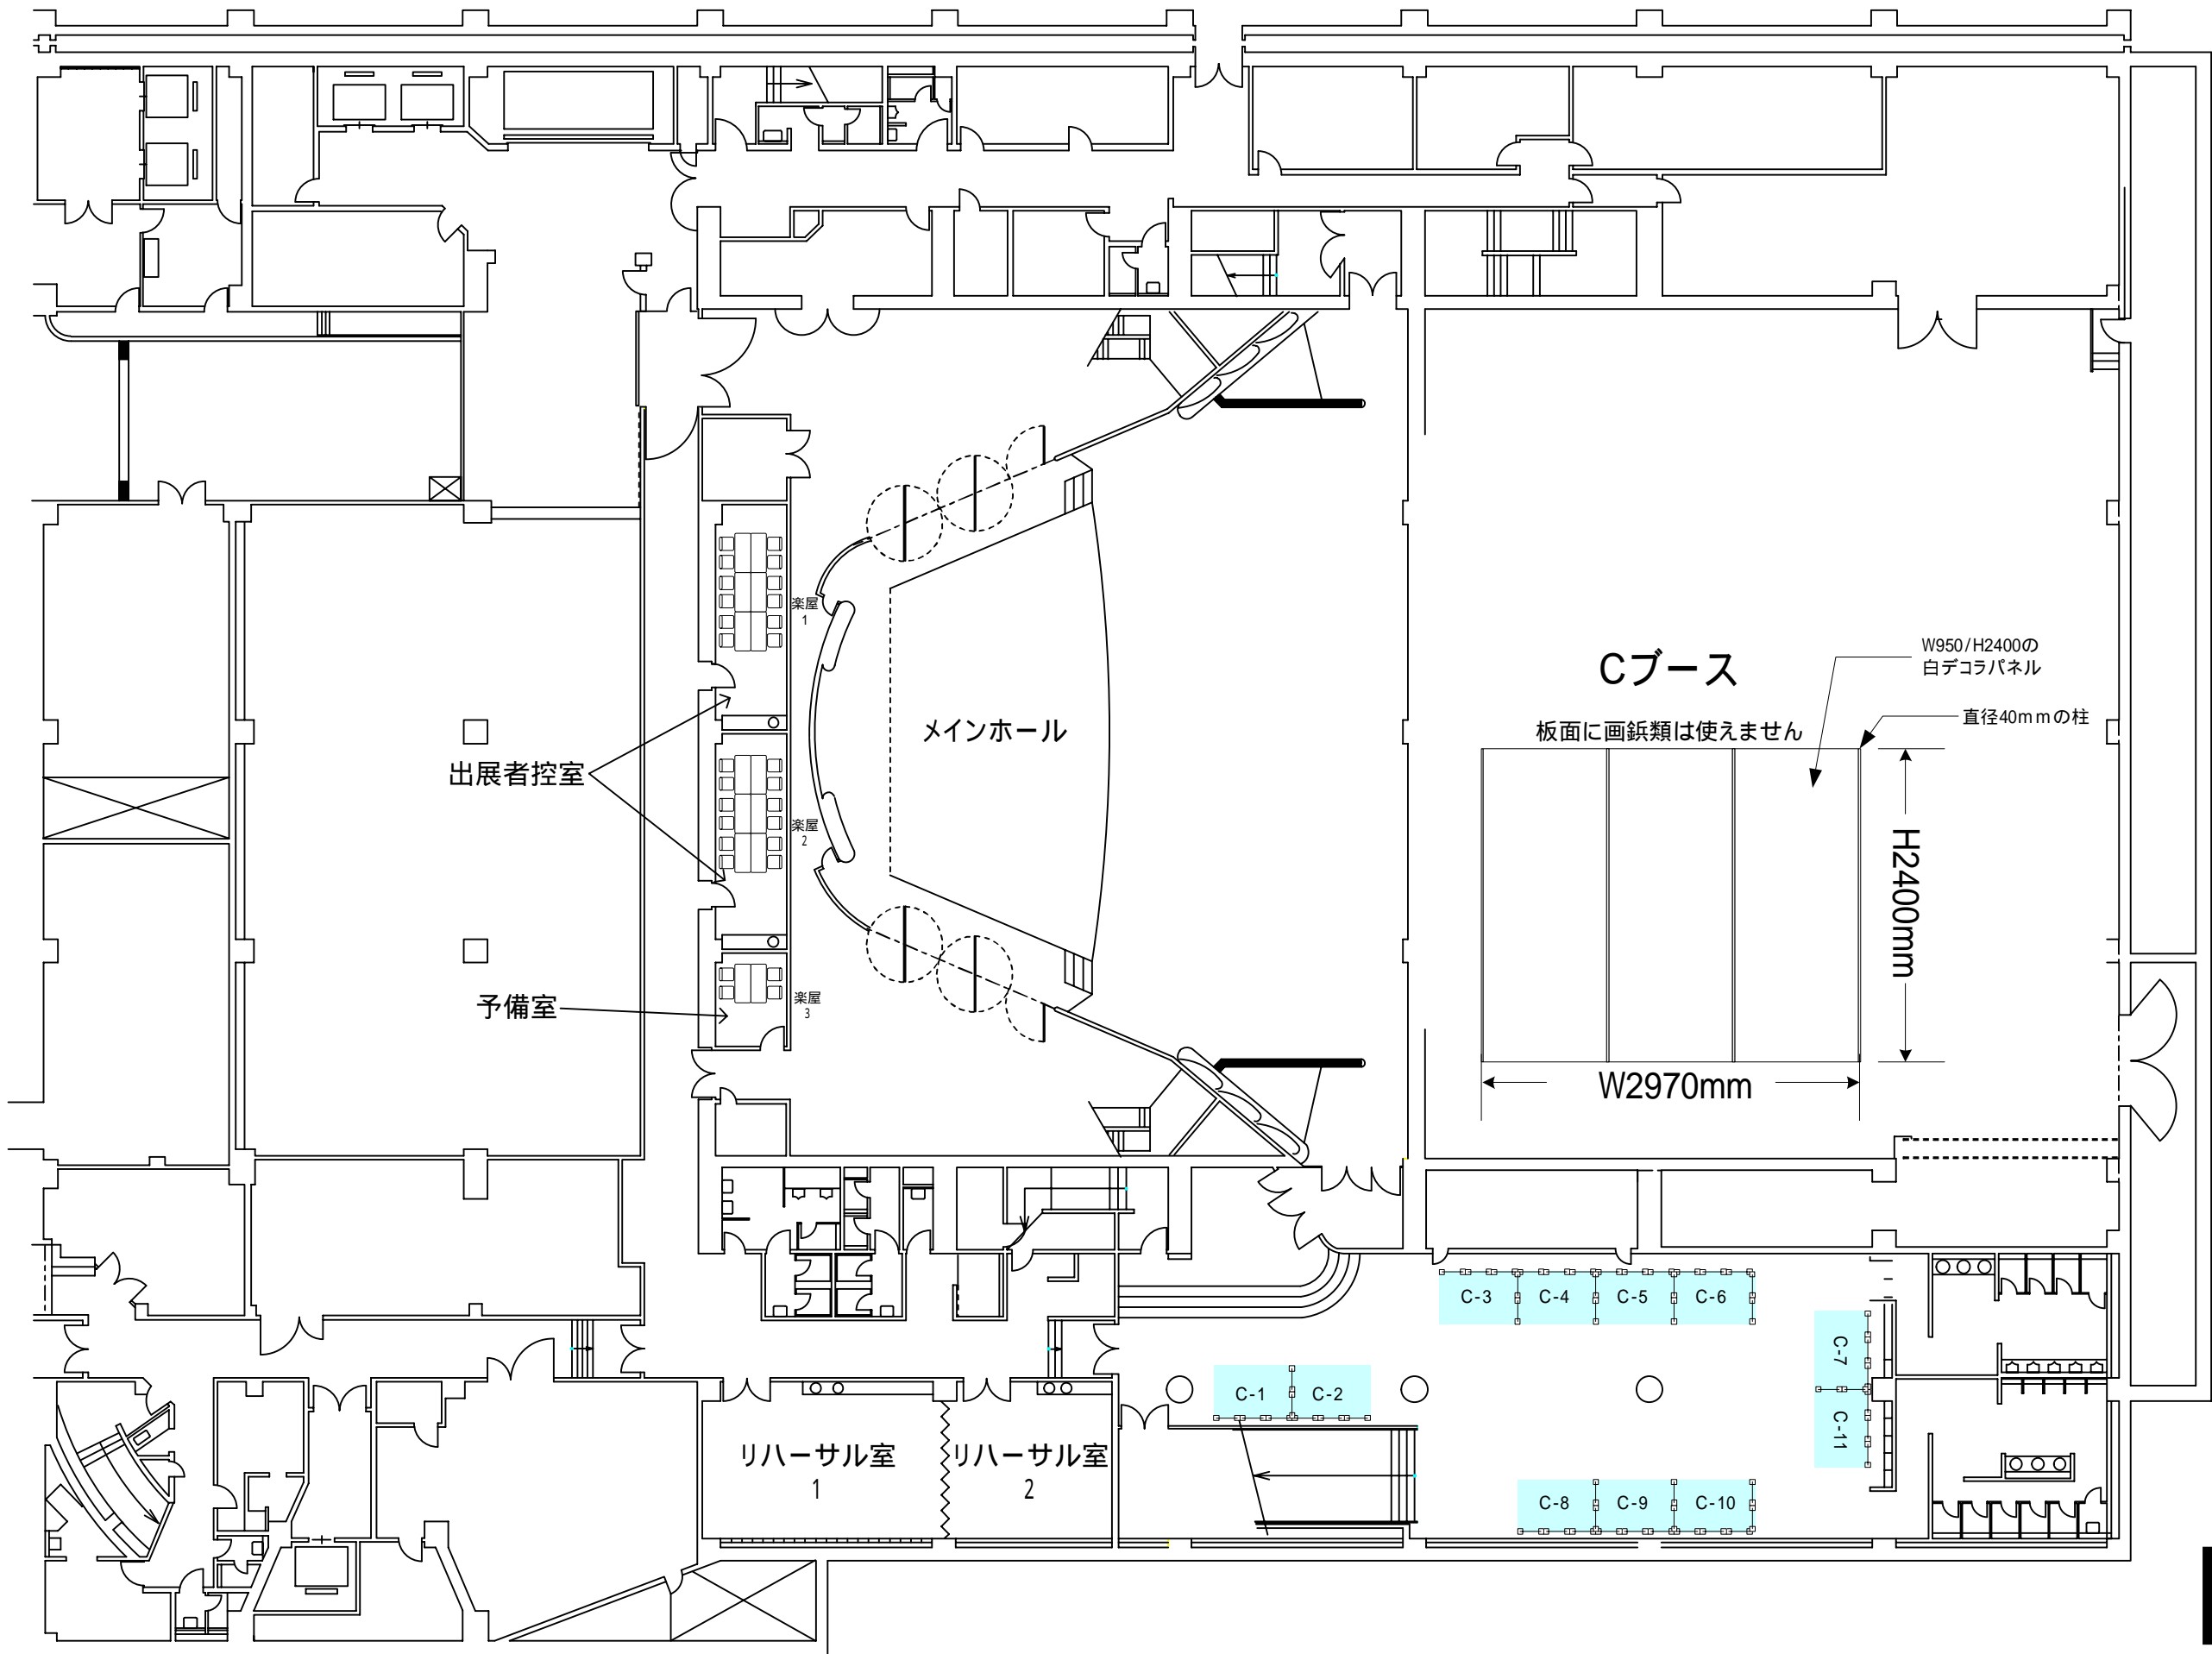 楽屋
1
Cブース
W950/H2400の
白デコラパネル
直径40mmの柱
板面に画鋲類は使えません
メインホール
出展者控室
楽屋
2
H2400mm
予備室
楽屋
3
W2970mm
C-3
C-4
C-5
C-6
C-7
C-1
C-2
C-11
リハーサル室
1
リハーサル室
2
C-8
C-9
C-10